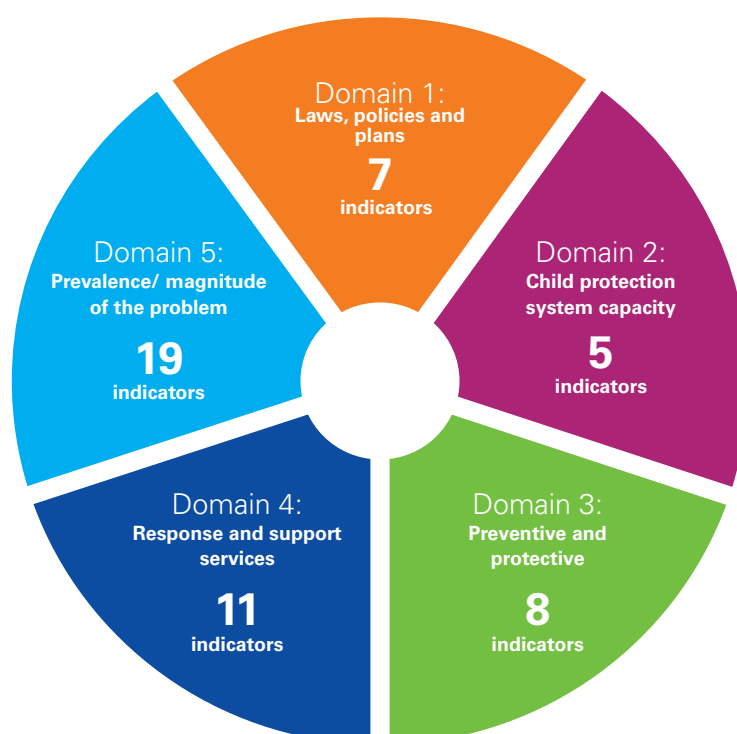 Domain 1:
Laws, policies and
plans
7
indicators
Domain 2:
Child protection
system capacity
5
indicators
Domain 3:
Preventive and
protective
8
indicators
Domain 4:
Response and support
services
11
indicators
Domain 5:
Prevalence/ magnitude
of the problem
19
indicators